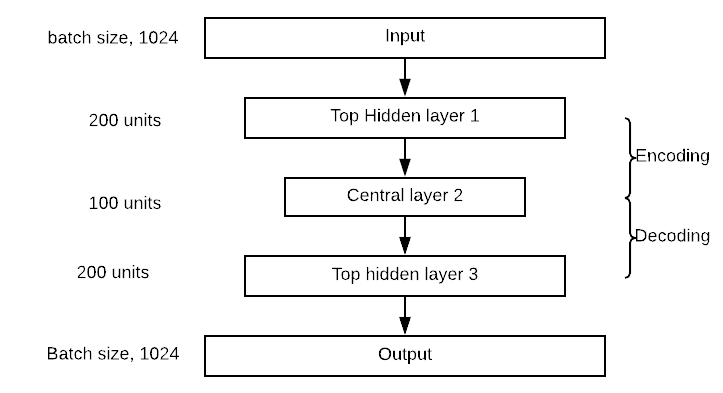 batch size, 1024
Input
200 units
Top Hidden layer 1
Encoding
100 units
Central layer 2
Decoding
200 units
Top hidden layer 3
Batch size, 1024
Output